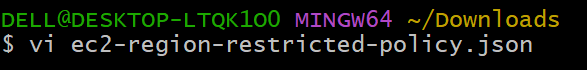 DELL@DESKTOP-LTQK1O0 MINGW64 ~/Downloads
$ vi ec2-region-restricted-policy.json